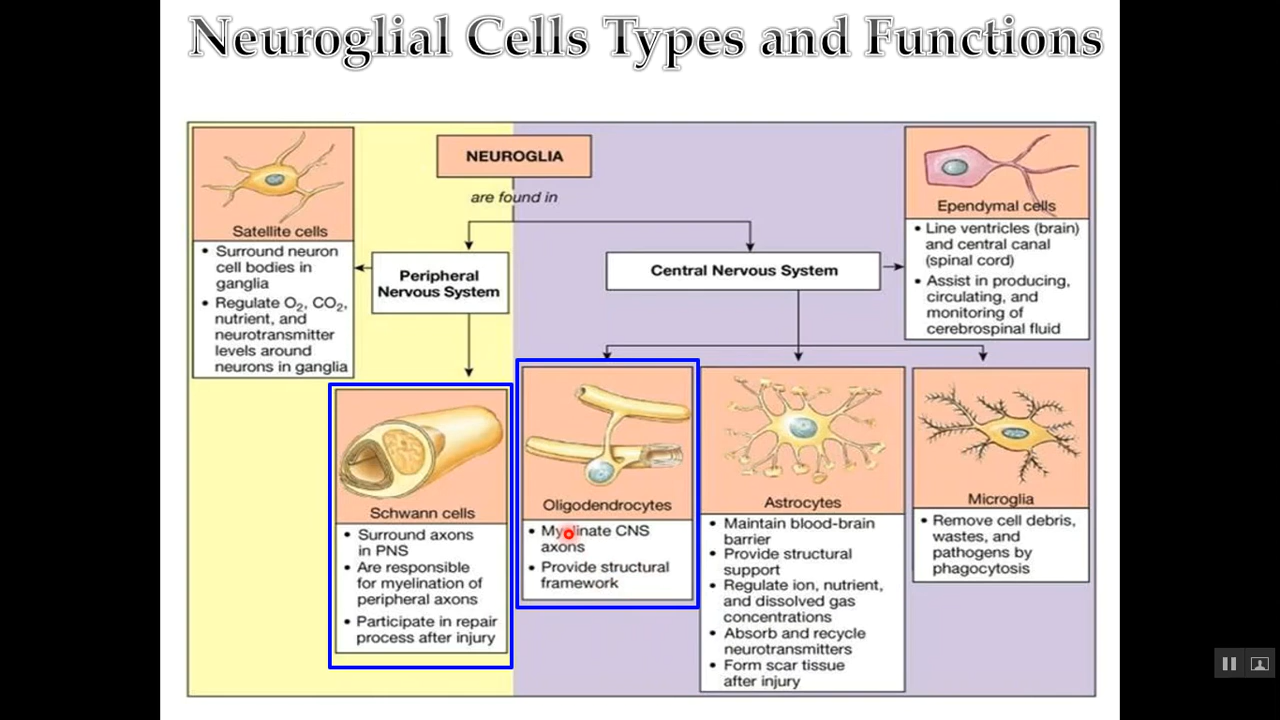 Neuroglial Cells Types and Functions
NEUROGLIA
are found in
Peripheral
Nervous System
Central Nervous System
Satellite cells
• Surround neuron
cell bodies in
ganglia
• Regulate O₂, CO₂,
nutrient, and
neurotransmitter
levels around
neurons in ganglia
Ependymal cells
• Line ventricles (brain)
and central canal
(spinal cord)
• Assist in producing,
circulating, and
monitoring of
cerebrospinal fluid
Schwann cells
• Surround axons
in PNS
• Are responsible
for myelination of
peripheral axons
• Participate in repair
process after injury
Oligodendrocytes
• Myelinate CNS
axons
• Provide structural
framework
Astrocytes
• Maintain blood-brain
barrier
• Provide structural
support
• Regulate ion, nutrient,
and dissolved gas
concentrations
• Absorb and recycle
neurotransmitters
• Form scar tissue
after injury
Microglia
• Remove cell debris,
wastes, and
pathogens by
phagocytosis